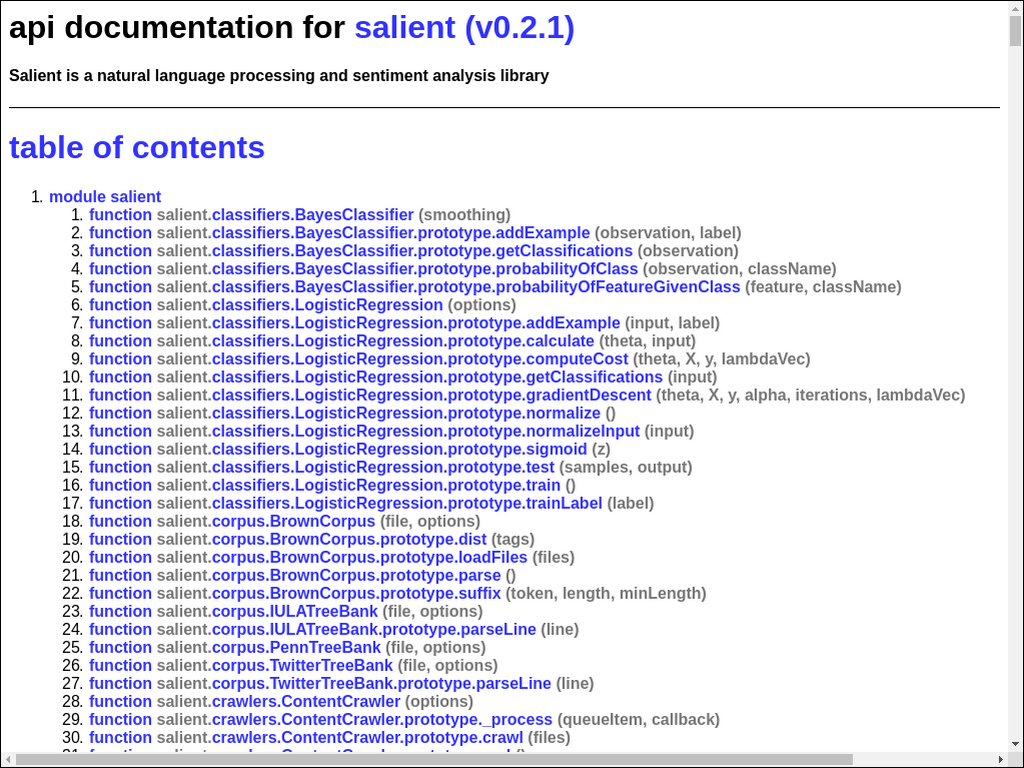 api documentation for salient (v0.2.1)
Salient is a natural language processing and sentiment analysis library
table of contents
1. module salient
1. function salient.classifiers.BayesClassifier (smoothing)
2. function salient.classifiers.BayesClassifier.prototype.addExample (observation, label)
3. function salient.classifiers.BayesClassifier.prototype.getClassifications (observation)
4. function salient.classifiers.BayesClassifier.prototype.probabilityOfClass (observation, className)
5. function salient.classifiers.BayesClassifier.prototype.probabilityOfFeatureGivenClass (feature, className)
6. function salient.classifiers.LogisticRegression (options)
7. function salient.classifiers.LogisticRegression.prototype.addExample (input, label)
8. function salient.classifiers.LogisticRegression.prototype.calculate (theta, input)
9. function salient.classifiers.LogisticRegression.prototype.computeCost (theta, X, y, lambdaVec)
10. function salient.classifiers.LogisticRegression.prototype.getClassifications (input)
11. function salient.classifiers.LogisticRegression.prototype.gradientDescent (theta, X, y, alpha, iterations, lambdaVec)
12. function salient.classifiers.LogisticRegression.prototype.normalize ()
13. function salient.classifiers.LogisticRegression.prototype.normalizeInput (input)
14. function salient.classifiers.LogisticRegression.prototype.sigmoid (z)
15. function salient.classifiers.LogisticRegression.prototype.test (samples, output)
16. function salient.classifiers.LogisticRegression.prototype.train ()
17. function salient.classifiers.LogisticRegression.prototype.trainLabel (label)
18. function salient.corpus.BrownCorpus (file, options)
19. function salient.corpus.BrownCorpus.prototype.dist (tags)
20. function salient.corpus.BrownCorpus.prototype.loadFiles (files)
21. function salient.corpus.BrownCorpus.prototype.parse ()
22. function salient.corpus.BrownCorpus.prototype.suffix (token, length, minLength)
23. function salient.corpus.IULATreeBank (file, options)
24. function salient.corpus.IULATreeBank.prototype.parseLine (line)
25. function salient.corpus.PennTreeBank (file, options)
26. function salient.corpus.TwitterTreeBank (file, options)
27. function salient.corpus.TwitterTreeBank.prototype.parseLine (line)
28. function salient.crawlers.ContentCrawler (options)
29. function salient.crawlers.ContentCrawler.prototype._process (queueItem, callback)
30. function salient.crawlers.ContentCrawler.prototype.crawl (files)